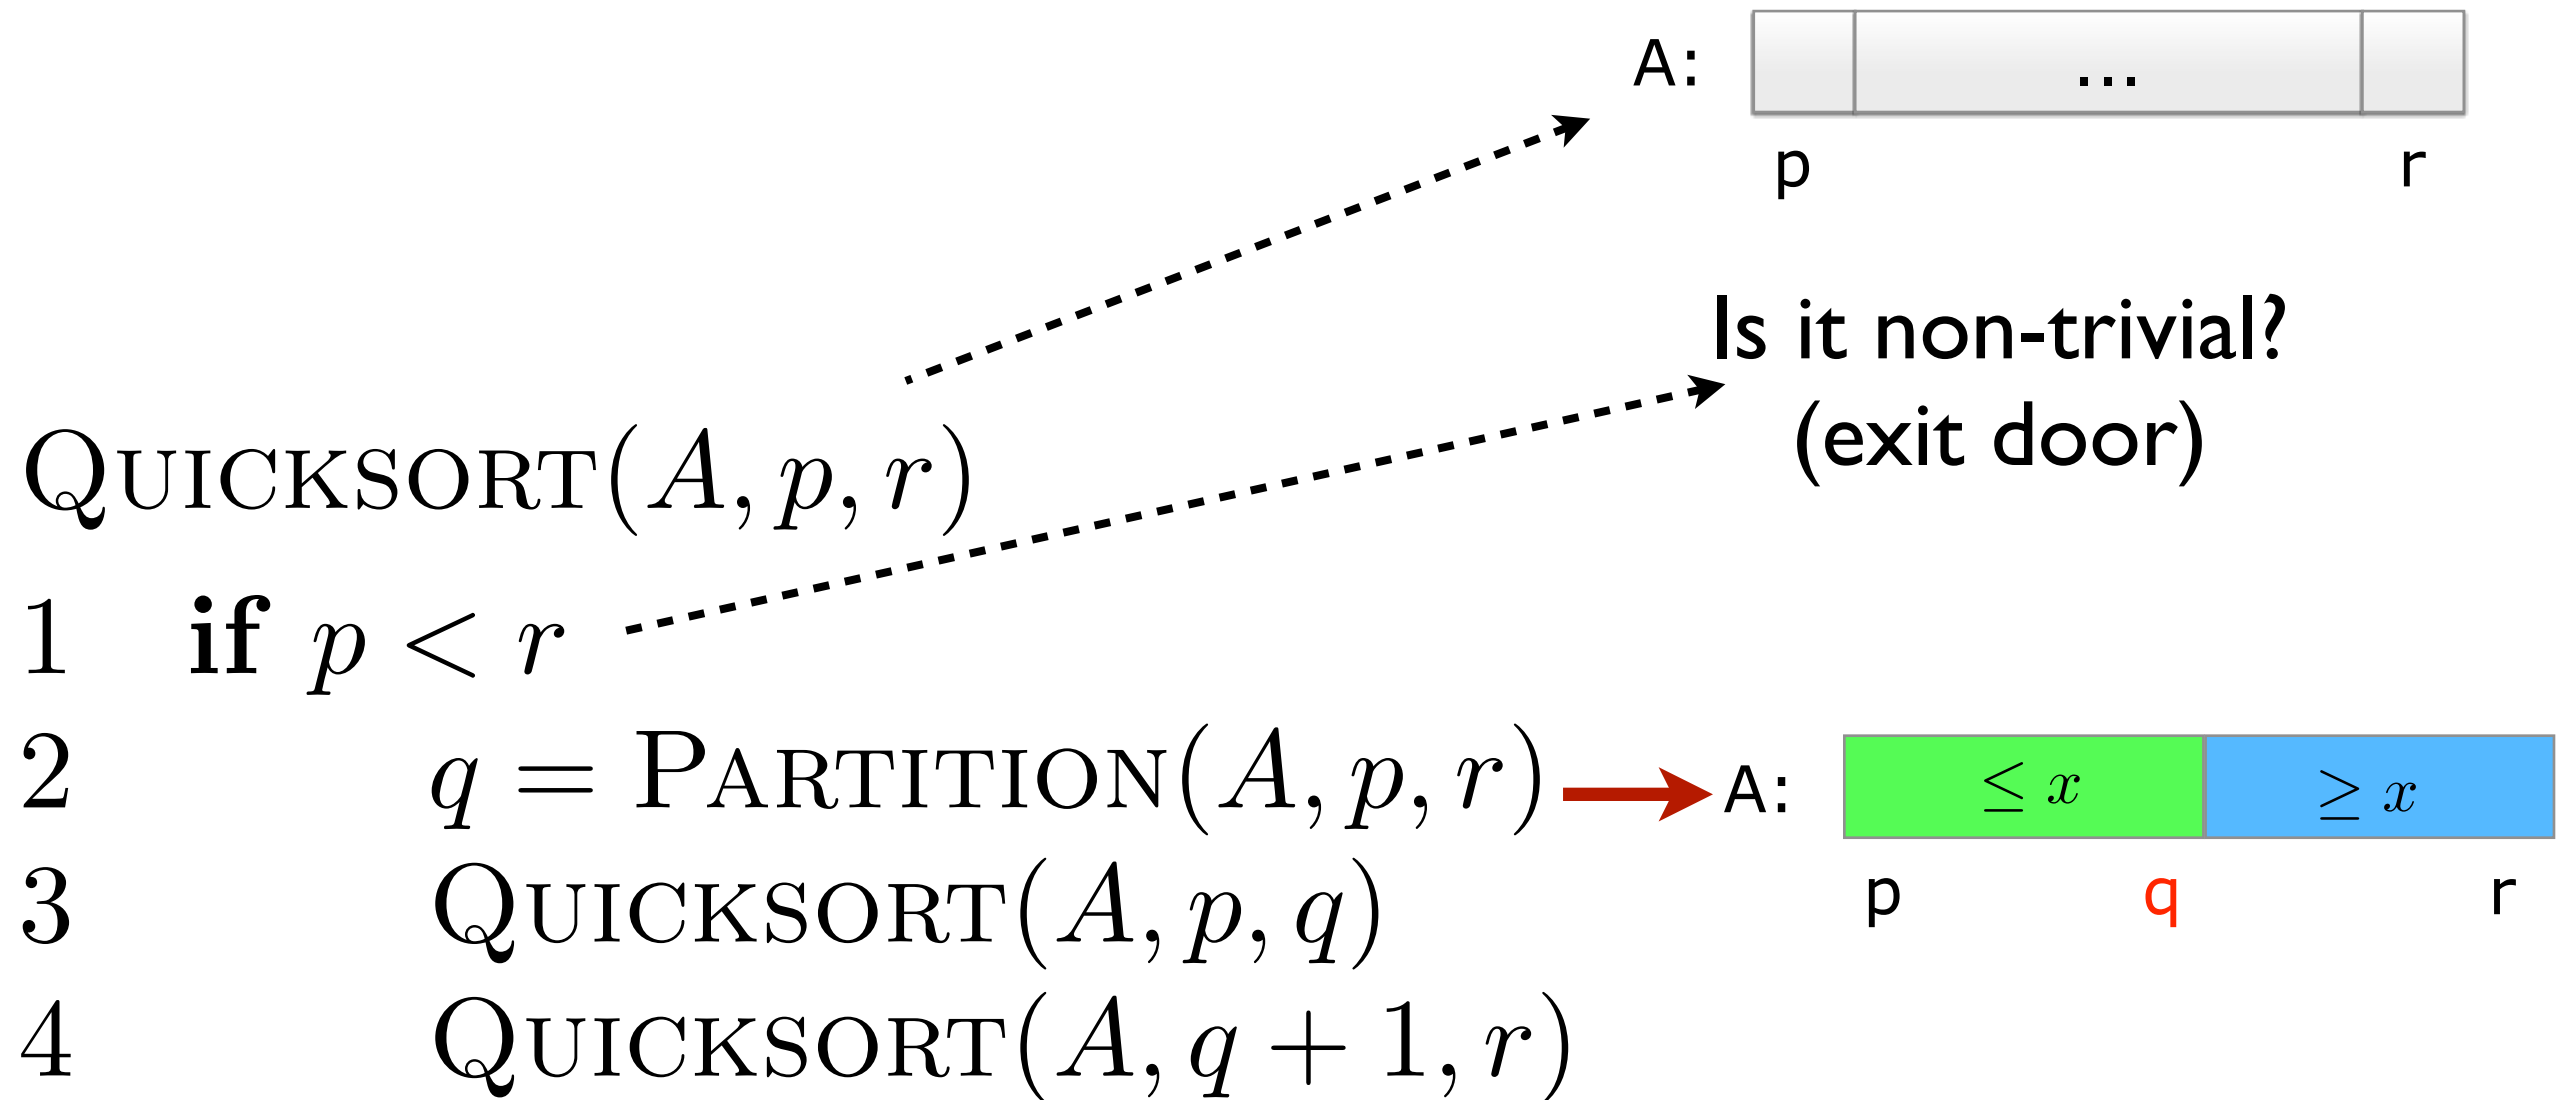 A: ...
p r
Is it non-trivial?
(exit door)
QUICKSORT(A, p, r)
1 if p < r
2 q = PARTITION(A, p, r)
3 QUICKSORT(A, p, q)
4 QUICKSORT(A, q + 1, r)
A: ≤ x ≥ x
p q r